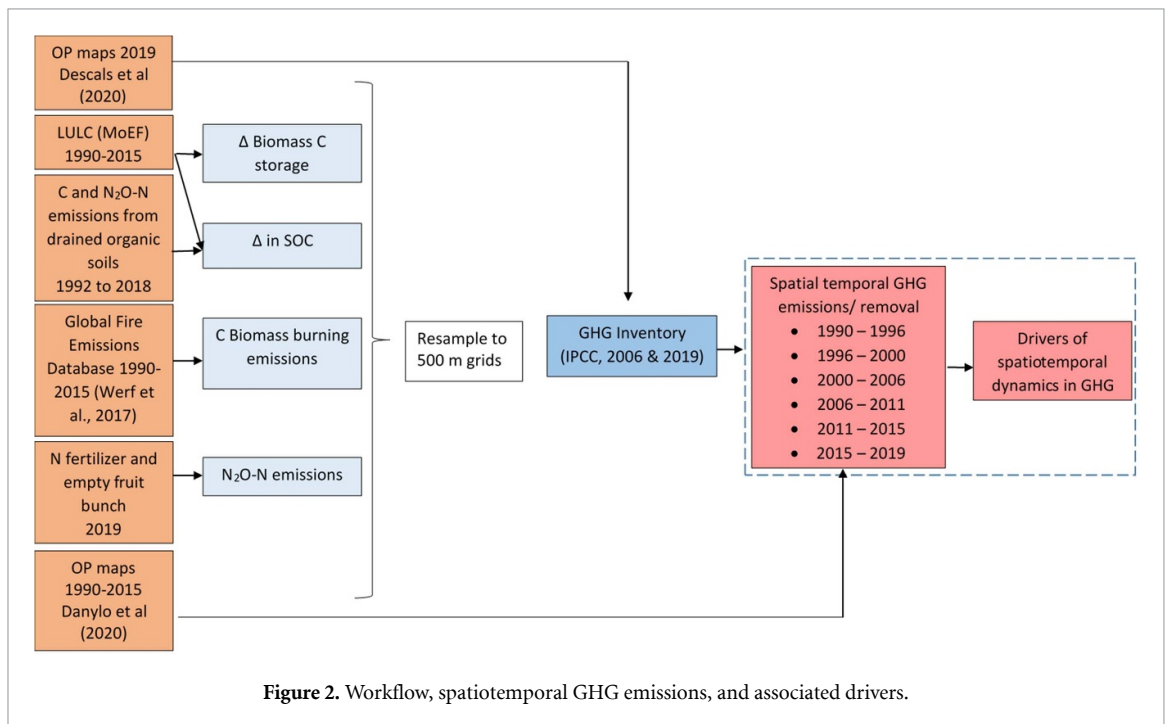 OP maps 2019
Descals et al
(2020)
LULC (MoEF)
1990-2015
C and N₂O-N
emissions from
drained organic
soils
1992 to 2018
Global Fire
Emissions
Database 1990-
2015 (Werf et
al., 2017)
N fertilizer and
empty fruit
bunch
2019
OP maps
1990-2015
Danylo et al
(2020)
Δ Biomass C
storage
Δ in SOC
C Biomass burning
emissions
N₂O-N emissions
Resample to
500 m grids
GHG Inventory
(IPCC, 2006 & 2019)
Spatial temporal GHG
emissions/ removal
• 1990 – 1996
• 1996 – 2000
• 2000 – 2006
• 2006 – 2011
• 2011 – 2015
• 2015 – 2019
Drivers of
spatiotemporal
dynamics in GHG
Figure 2. Workflow, spatiotemporal GHG emissions, and associated drivers.